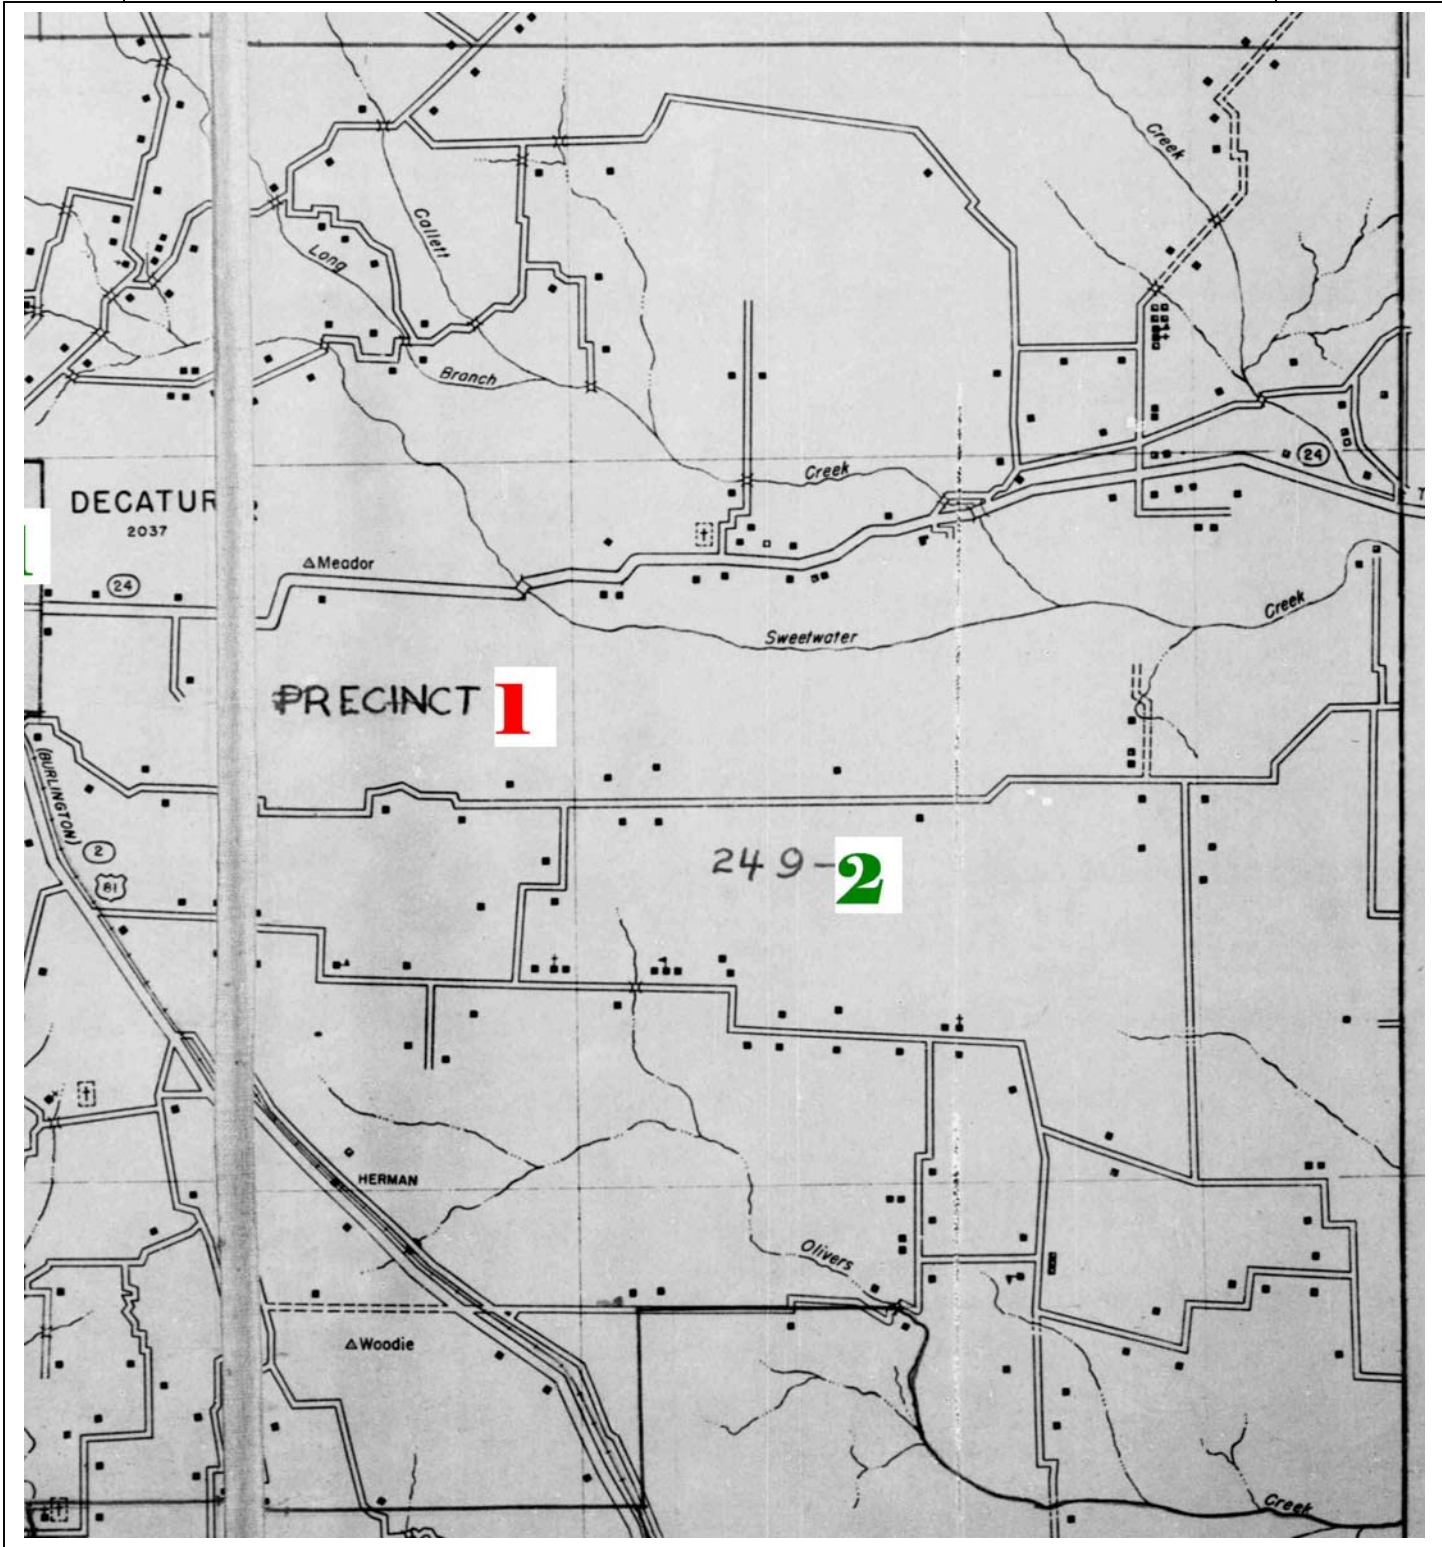 Creek
Gallett
Long
Branch
Creek
24
DECATUR
2037
Meador
24
Creek
Sweetwater
PRECINCT 1
(BURLINGTON)
2
81
249-2
HERMAN
Olivers
Woodie
Creek